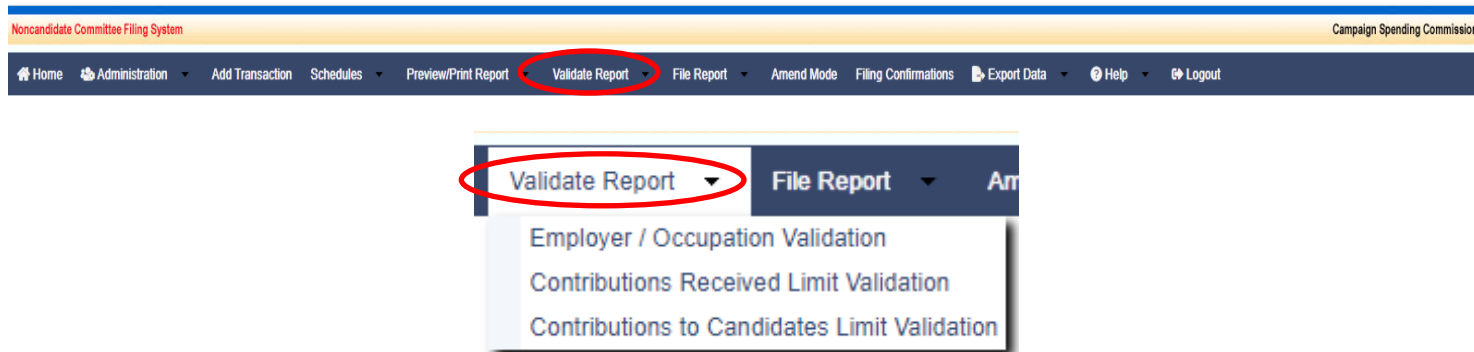 Noncandidate Committee Filing System Campaign Spending Commission
Home Administration Add Transaction Schedules Preview/Print Report Validate Report File Report Amend Mode Filing Confirmations Export Data Help Logout
Validate Report File Report Am
Employer / Occupation Validation
Contributions Received Limit Validation
Contributions to Candidates Limit Validation